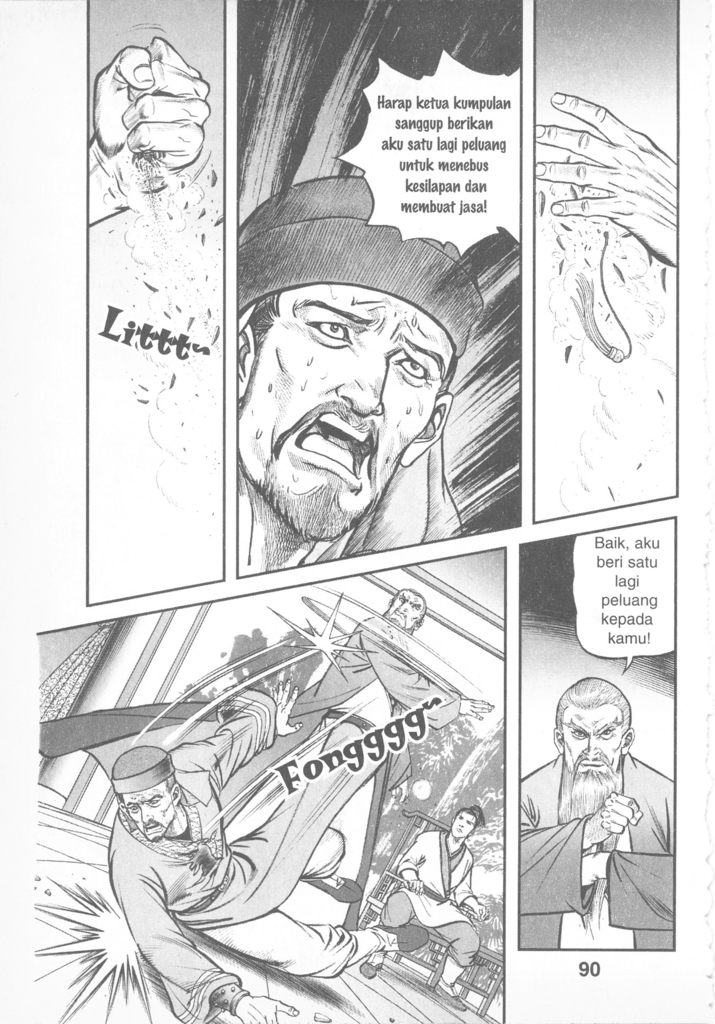 Littt~
Harap ketua kumpulan
sanggup berikan
aku satu lagi peluang
untuk menebus
kesilapan dan
membuat jasa!
Fongggg~
Baik, aku
beri satu
lagi
peluang
kepada
kamu!
90